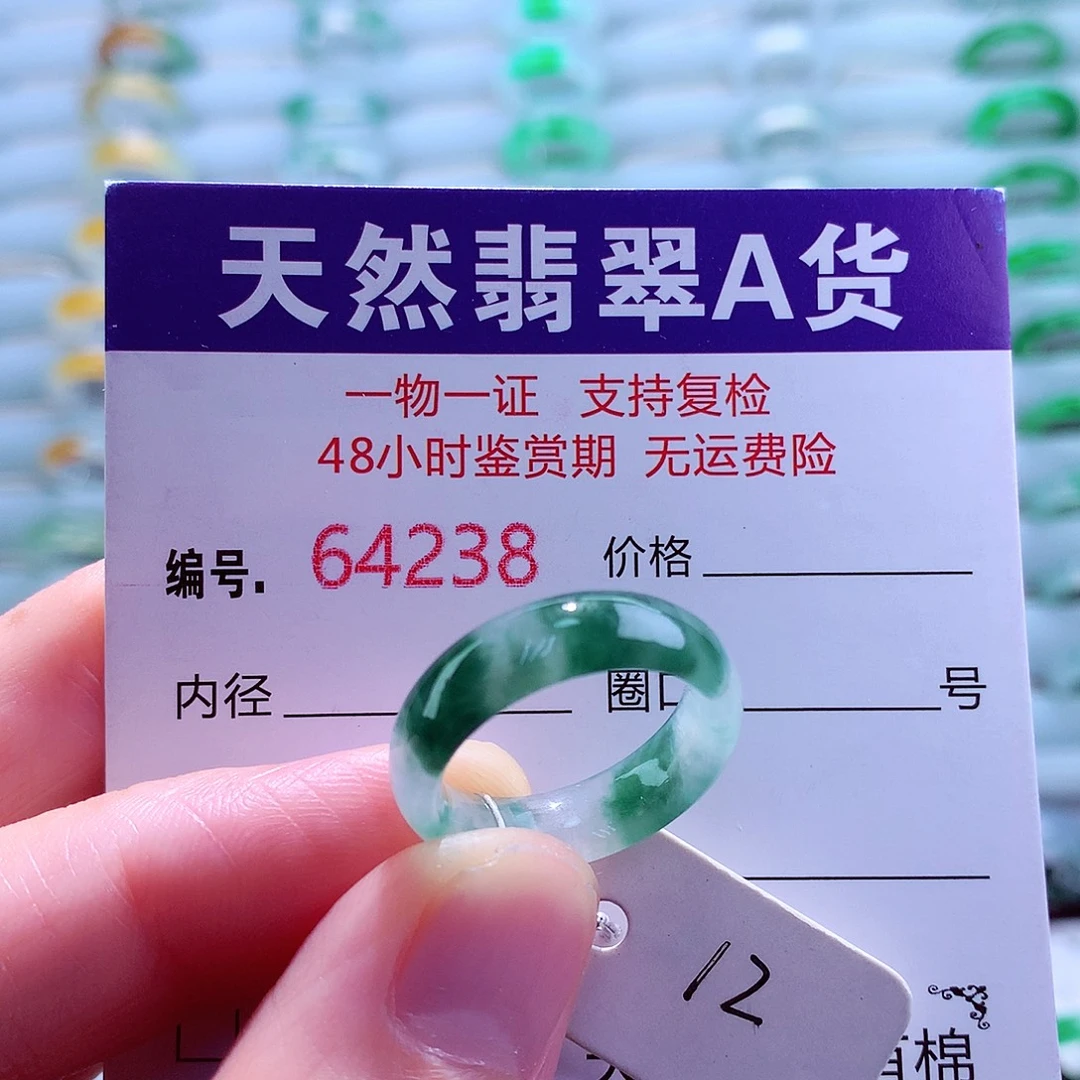 天然翡翠A货
一物一证 支持复检
48小时鉴赏期 无运费险
编号. 64238 价格
内径 圈口 号
12
棉